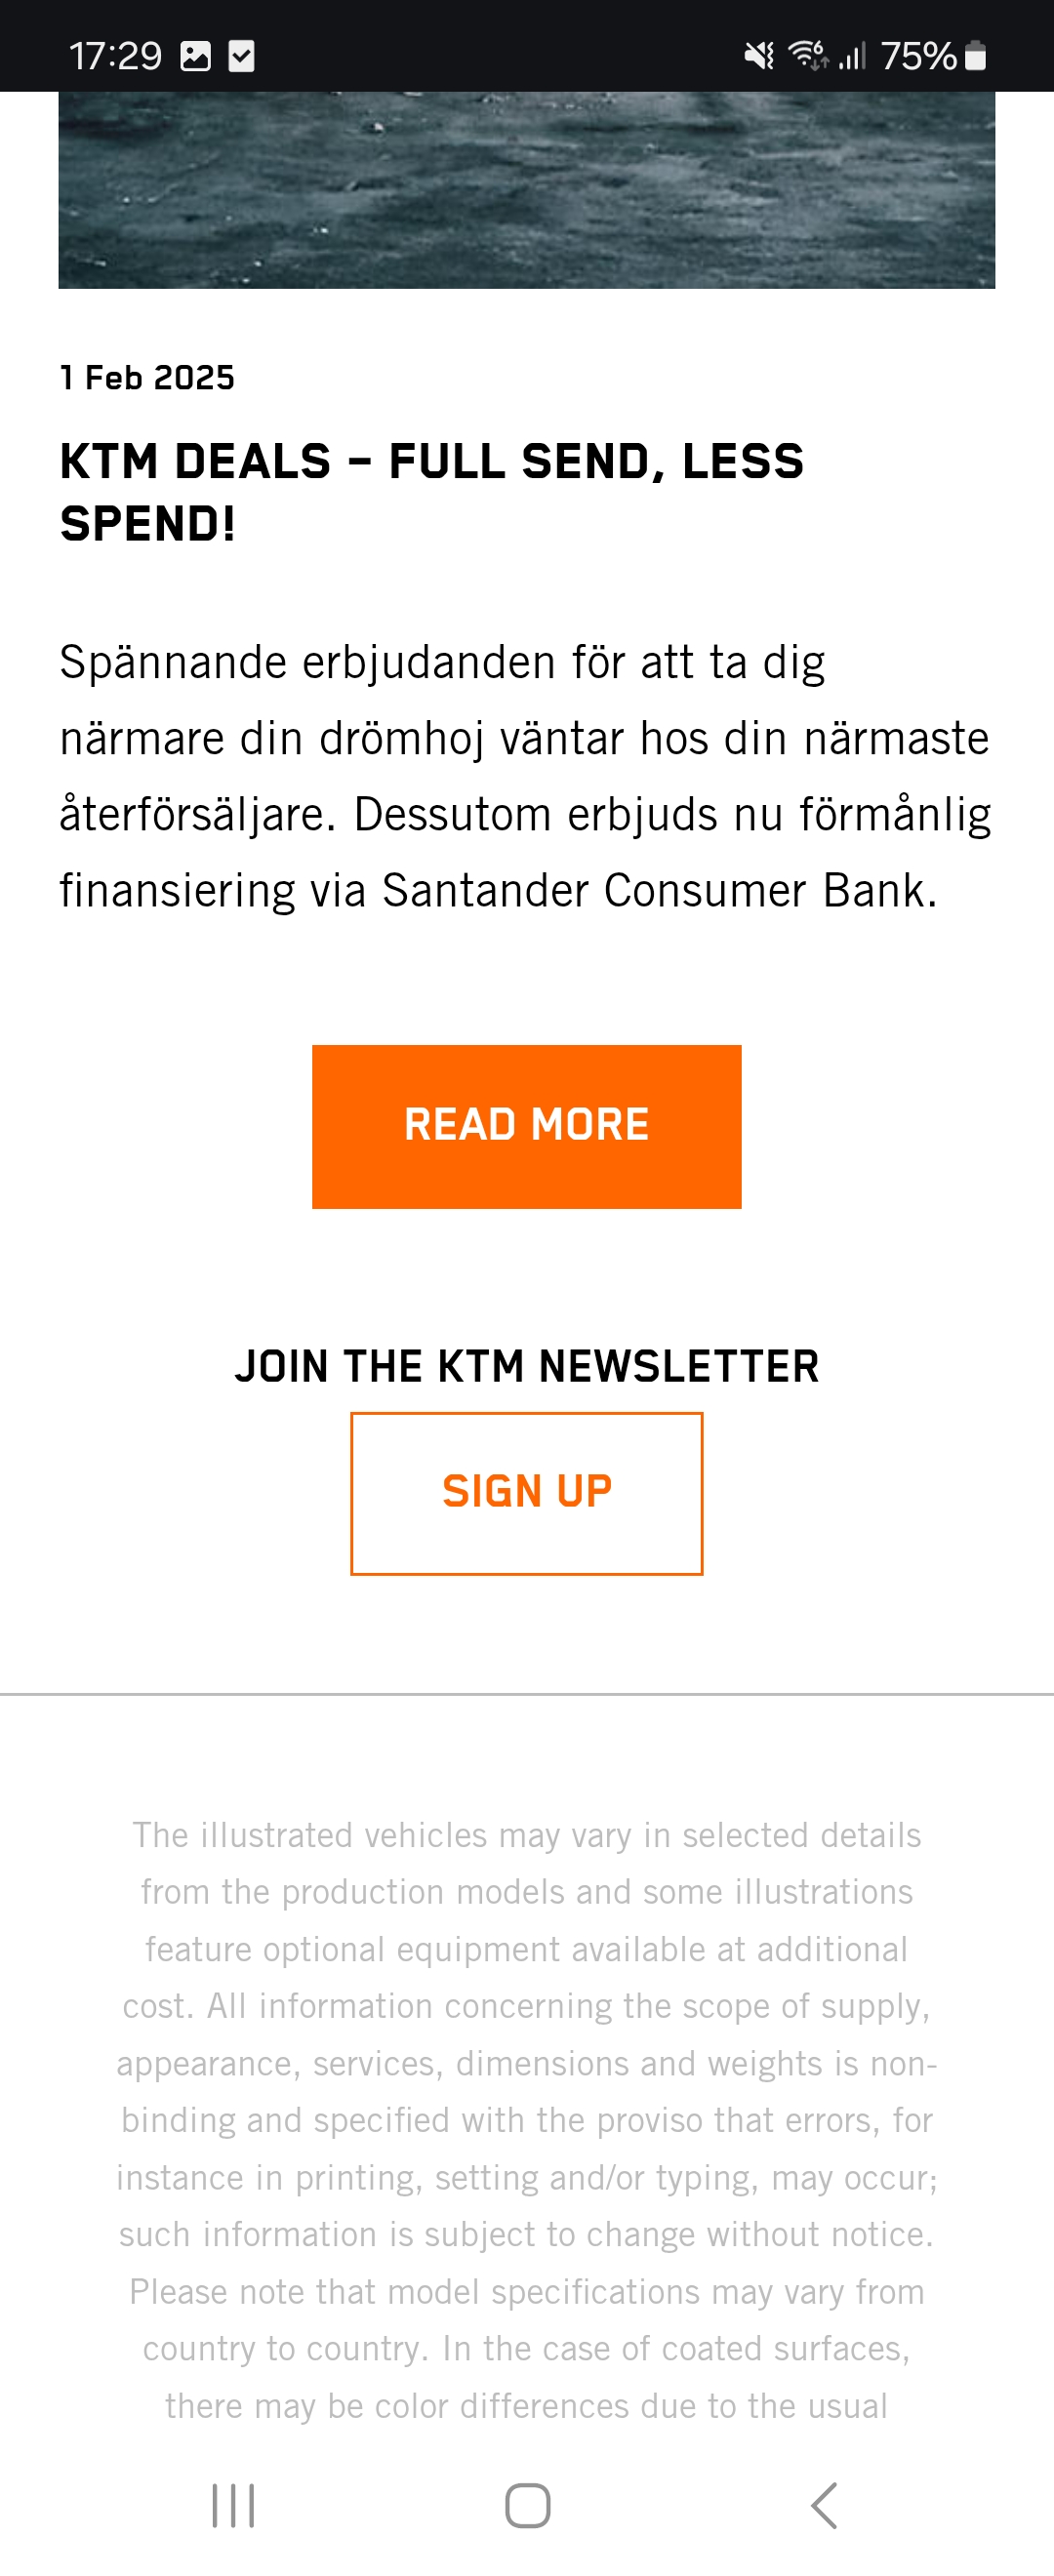 17:29
75%
1 Feb 2025
KTM DEALS – FULL SEND, LESS
SPEND!
Spännande erbjudanden för att ta dig
närmare din drömhoj väntar hos din närmaste
återförsäljare. Dessutom erbjuds nu förmånlig
finansiering via Santander Consumer Bank.
READ MORE
JOIN THE KTM NEWSLETTER
SIGN UP
The illustrated vehicles may vary in selected details
from the production models and some illustrations
feature optional equipment available at additional
cost. All information concerning the scope of supply,
appearance, services, dimensions and weights is non-
binding and specified with the proviso that errors, for
instance in printing, setting and/or typing, may occur;
such information is subject to change without notice.
Please note that model specifications may vary from
country to country. In the case of coated surfaces,
there may be color differences due to the usual